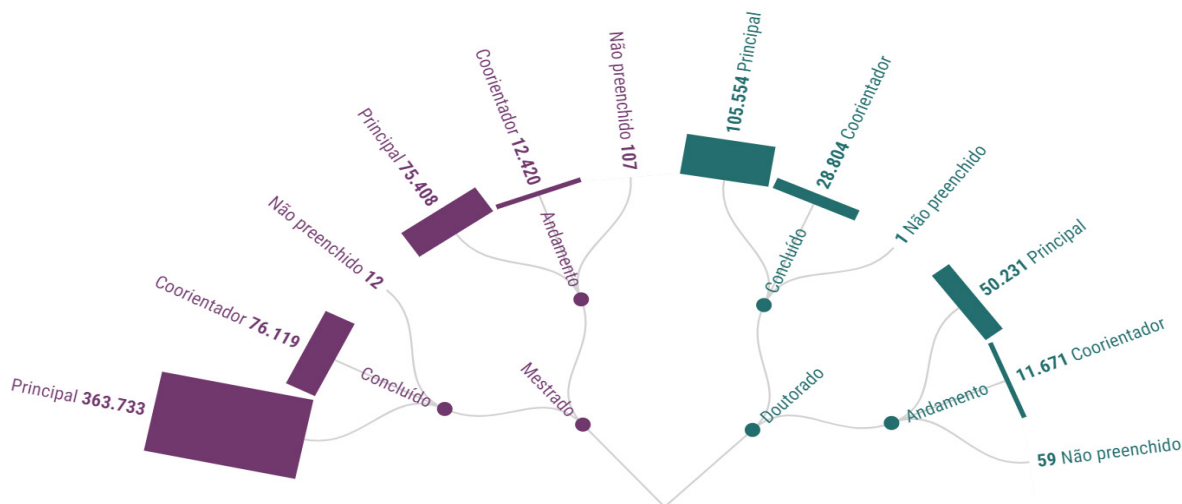 Principal 363.733
Coorientador 76.119
Não preenchido 12
Concluído
Principal 75.408
Coorientador 12.420
Não preenchido 107
Andamento
Mestrado
105.554 Principal
28.804 Coorientador
1 Não preenchido
Concluído
Doutorado
50.231 Principal
11.671 Coorientador
59 Não preenchido
Andamento